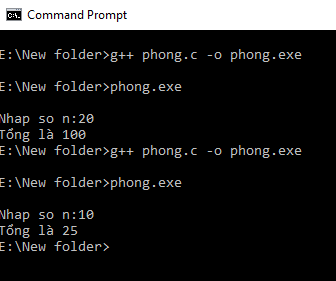 Command Prompt
E:\New folder>g++ phong.c -o phong.exe
E:\New folder>phong.exe
Nhap so n:20
Tổng là 100
E:\New folder>g++ phong.c -o phong.exe
E:\New folder>phong.exe
Nhap so n:10
Tổng là 25
E:\New folder>